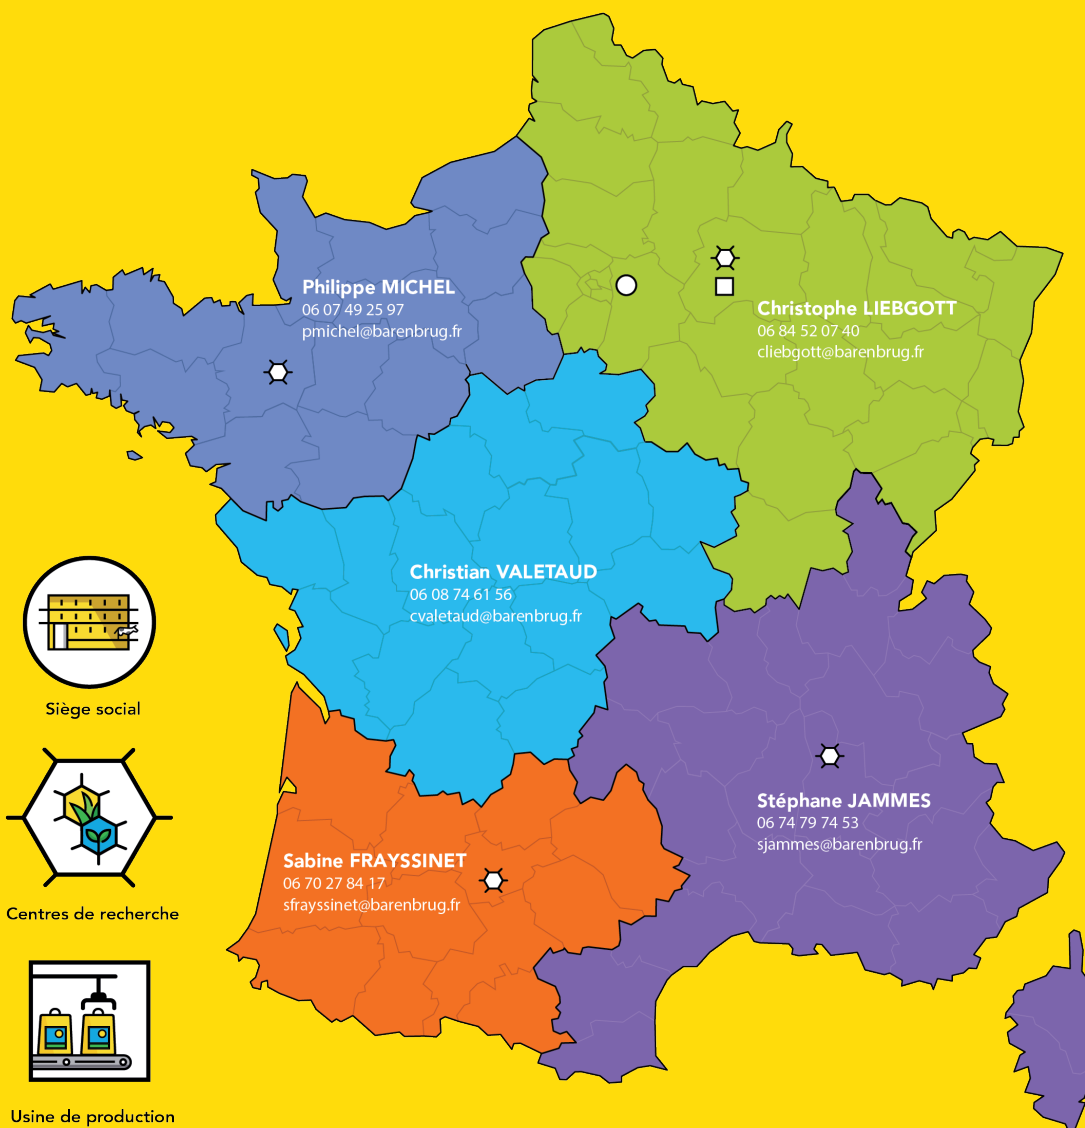 Philippe MICHEL
06 07 49 25 97
pmichel@barenbrug.fr
Christophe LIEBGOTT
06 84 52 07 40
cliebgott@barenbrug.fr
Christian VALETAUD
06 08 74 61 56
cvaletaud@barenbrug.fr
Siège social
Stéphane JAMMES
06 74 79 74 53
sjammes@barenbrug.fr
Sabine FRAYSSINET
06 70 27 84 17
sfrayssinet@barenbrug.fr
Centres de recherche
Usine de production